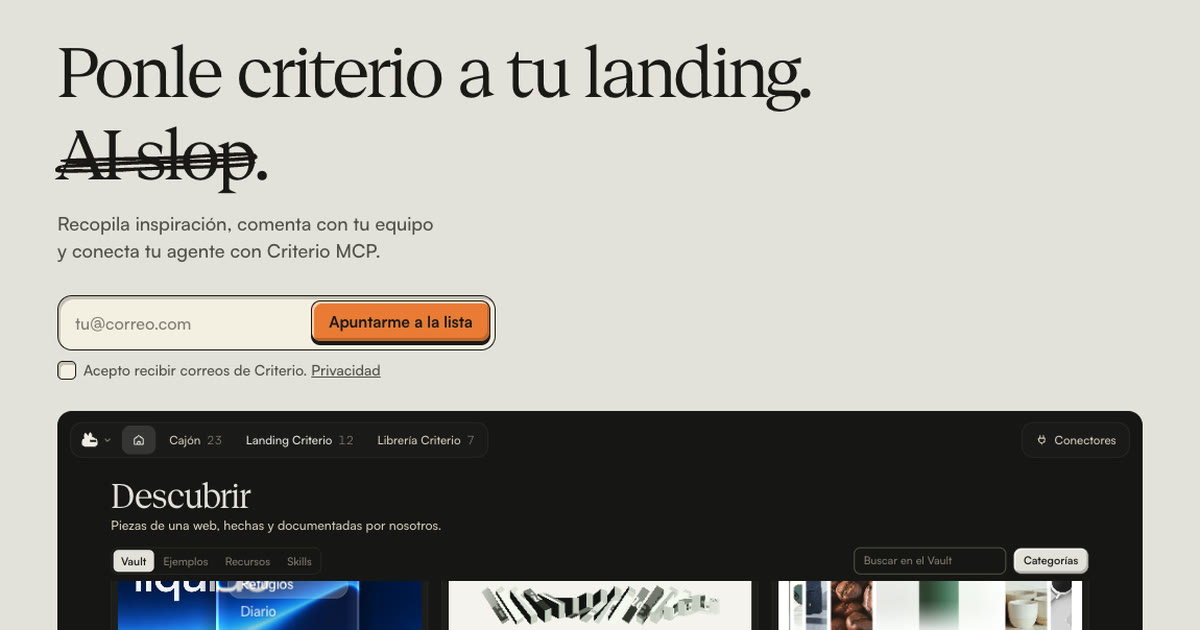 Ponle criterio a tu landing.
AI slop.
Recopila inspiración, comenta con tu equipo
y conecta tu agente con Criterio MCP.
tu@correo.com
Apuntarme a la lista
Acepto recibir correos de Criterio. Privacidad
Cajón 23
Landing Criterio 12
Librería Criterio 7
Conectores
Descubrir
Piezas de una web, hechas y documentadas por nosotros.
Vault
Ejemplos
Recursos
Skills
Buscar en el Vault
Categorías
Refugios
Diario